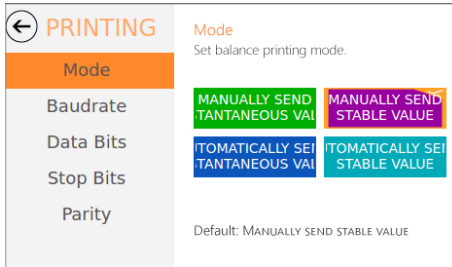 PRINTING
Mode
Baudrate
Data Bits
Stop Bits
Parity
Mode
Set balance printing mode.
MANUALLY SEND
TANTANEOUS VAL
MANUALLY SEND
STABLE VALUE
TOMATICALLY SEI
TANTANEOUS VAL
TOMATICALLY SEI
STABLE VALUE
Default: MANUALLY SEND STABLE VALUE